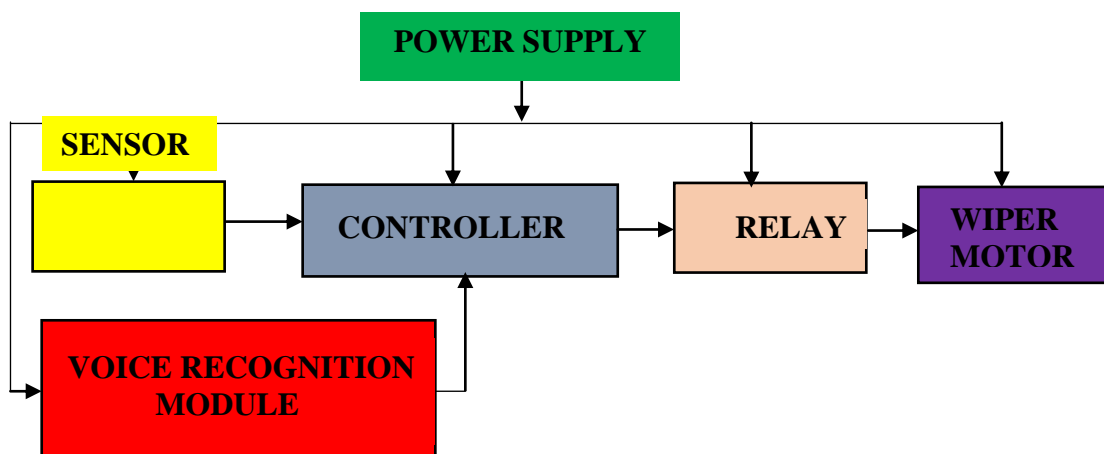 POWER SUPPLY
SENSOR
CONTROLLER
RELAY
WIPER
MOTOR
VOICE RECOGNITION
MODULE